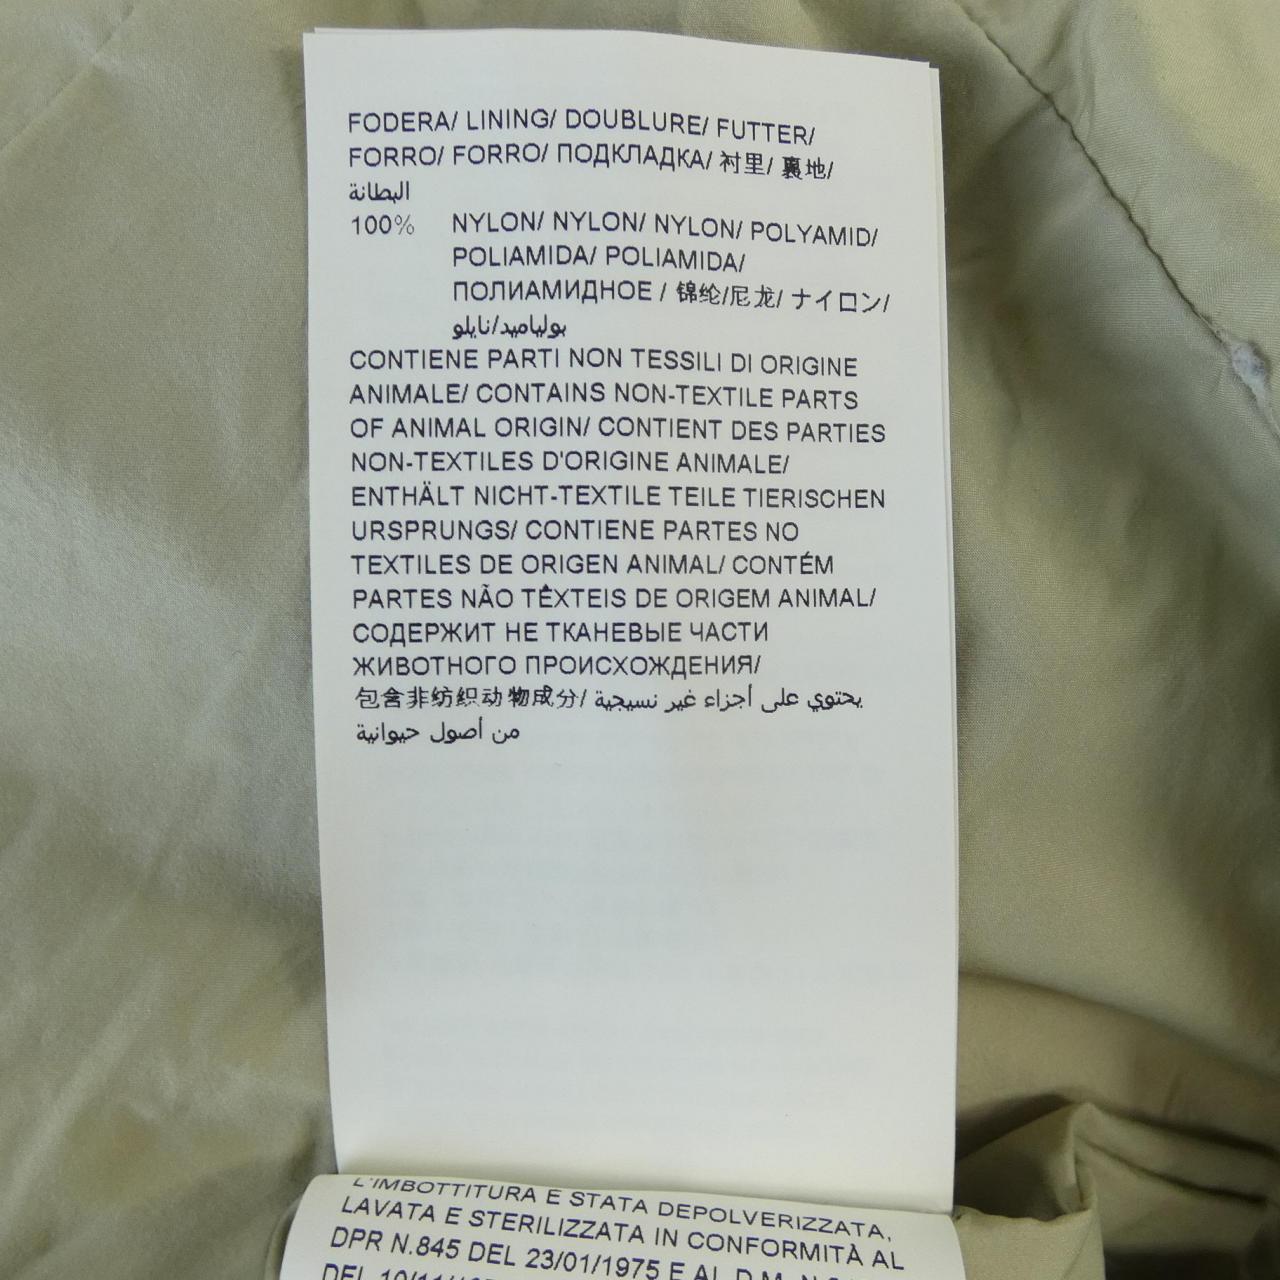 FODERA/ LINING/ DOUBLURE/ FUTTER/
FORRO/ FORRO/ ПОДКЛАДКА/ 衬里/ 裏地/
البطانة
100% NYLON/ NYLON/ NYLON/ POLYAMID/
POLIAMIDA/ POLIAMIDA/
ПОЛИАМИДНОЕ / 锦纶/尼龙/ ナイロン/
بولياميد/نايلو
CONTIENE PARTI NON TESSILI DI ORIGINE
ANIMALE/ CONTAINS NON-TEXTILE PARTS
OF ANIMAL ORIGIN/ CONTIENT DES PARTIES
NON-TEXTILES D'ORIGINE ANIMALE/
ENTHÄLT NICHT-TEXTILE TEILE TIERISCHEN
URSPRUNGS/ CONTIENE PARTES NO
TEXTILES DE ORIGEN ANIMAL/ CONTÉM
PARTES NÃO TÊXTEIS DE ORIGEM ANIMAL/
СОДЕРЖИТ НЕ ТКАНЕВЫЕ ЧАСТИ
ЖИВОТНОГО ПРОИСХОЖДЕНИЯ/
包含非纺织动物成分/ يحتوي على أجزاء غير نسيجية
من أصول حيوانية
L'IMBOTTITURA E STATA DEPOLVERIZZATA,
LAVATA E STERILIZZATA IN CONFORMITÀ AL
DPR N.845 DEL 23/01/1975 E AL D.M.
DEL